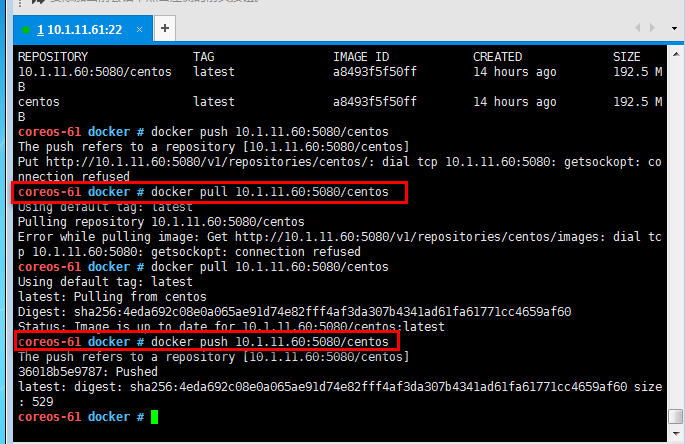 1 10.1.11.61:22 × +
REPOSITORY TAG IMAGE ID CREATED SIZE
10.1.11.60:5080/centos latest a8493f5f50ff 14 hours ago 192.5 M
B
centos latest a8493f5f50ff 14 hours ago 192.5 M
B
coreos-61 docker # docker push 10.1.11.60:5080/centos
The push refers to a repository [10.1.11.60:5080/centos]
Put http://10.1.11.60:5080/v1/repositories/centos/: dial tcp 10.1.11.60:5080: getsockopt: co
nnection refused
coreos-61 docker # docker pull 10.1.11.60:5080/centos
Using default tag: latest
Pulling repository 10.1.11.60:5080/centos
Error while pulling image: Get http://10.1.11.60:5080/v1/repositories/centos/images: dial tc
p 10.1.11.60:5080: getsockopt: connection refused
coreos-61 docker # docker pull 10.1.11.60:5080/centos
Using default tag: latest
latest: Pulling from centos
Digest: sha256:4eda692c08e0a065ae91d74e82fff4af3da307b4341ad61fa61771cc4659af60
Status: Image is up to date for 10.1.11.60:5080/centos:latest
coreos-61 docker # docker push 10.1.11.60:5080/centos
The push refers to a repository [10.1.11.60:5080/centos]
36018b5e9787: Pushed
latest: digest: sha256:4eda692c08e0a065ae91d74e82fff4af3da307b4341ad61fa61771cc4659af60 size
: 529
coreos-61 docker #